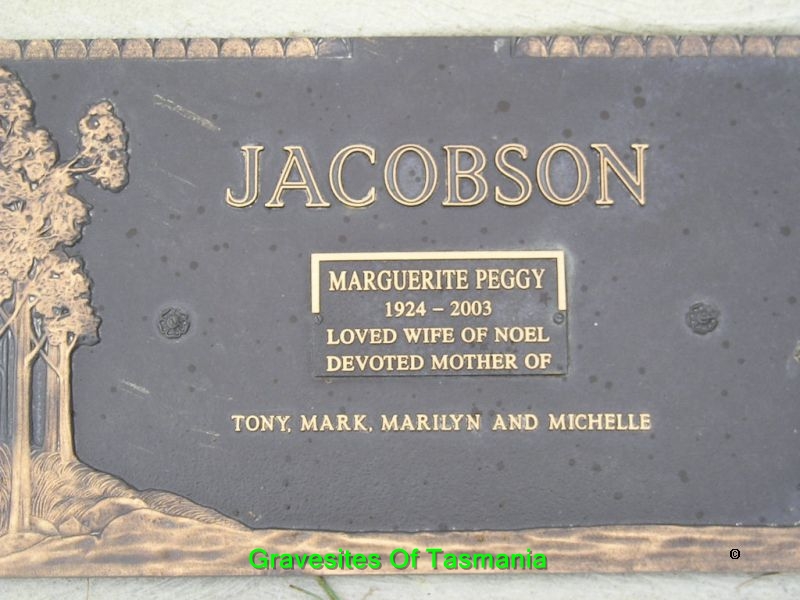 JACOBSON
MARGUERITE PEGGY
1924 – 2003
LOVED WIFE OF NOEL
DEVOTED MOTHER OF
TONY, MARK, MARILYN AND MICHELLE
Gravesites Of Tasmania
©